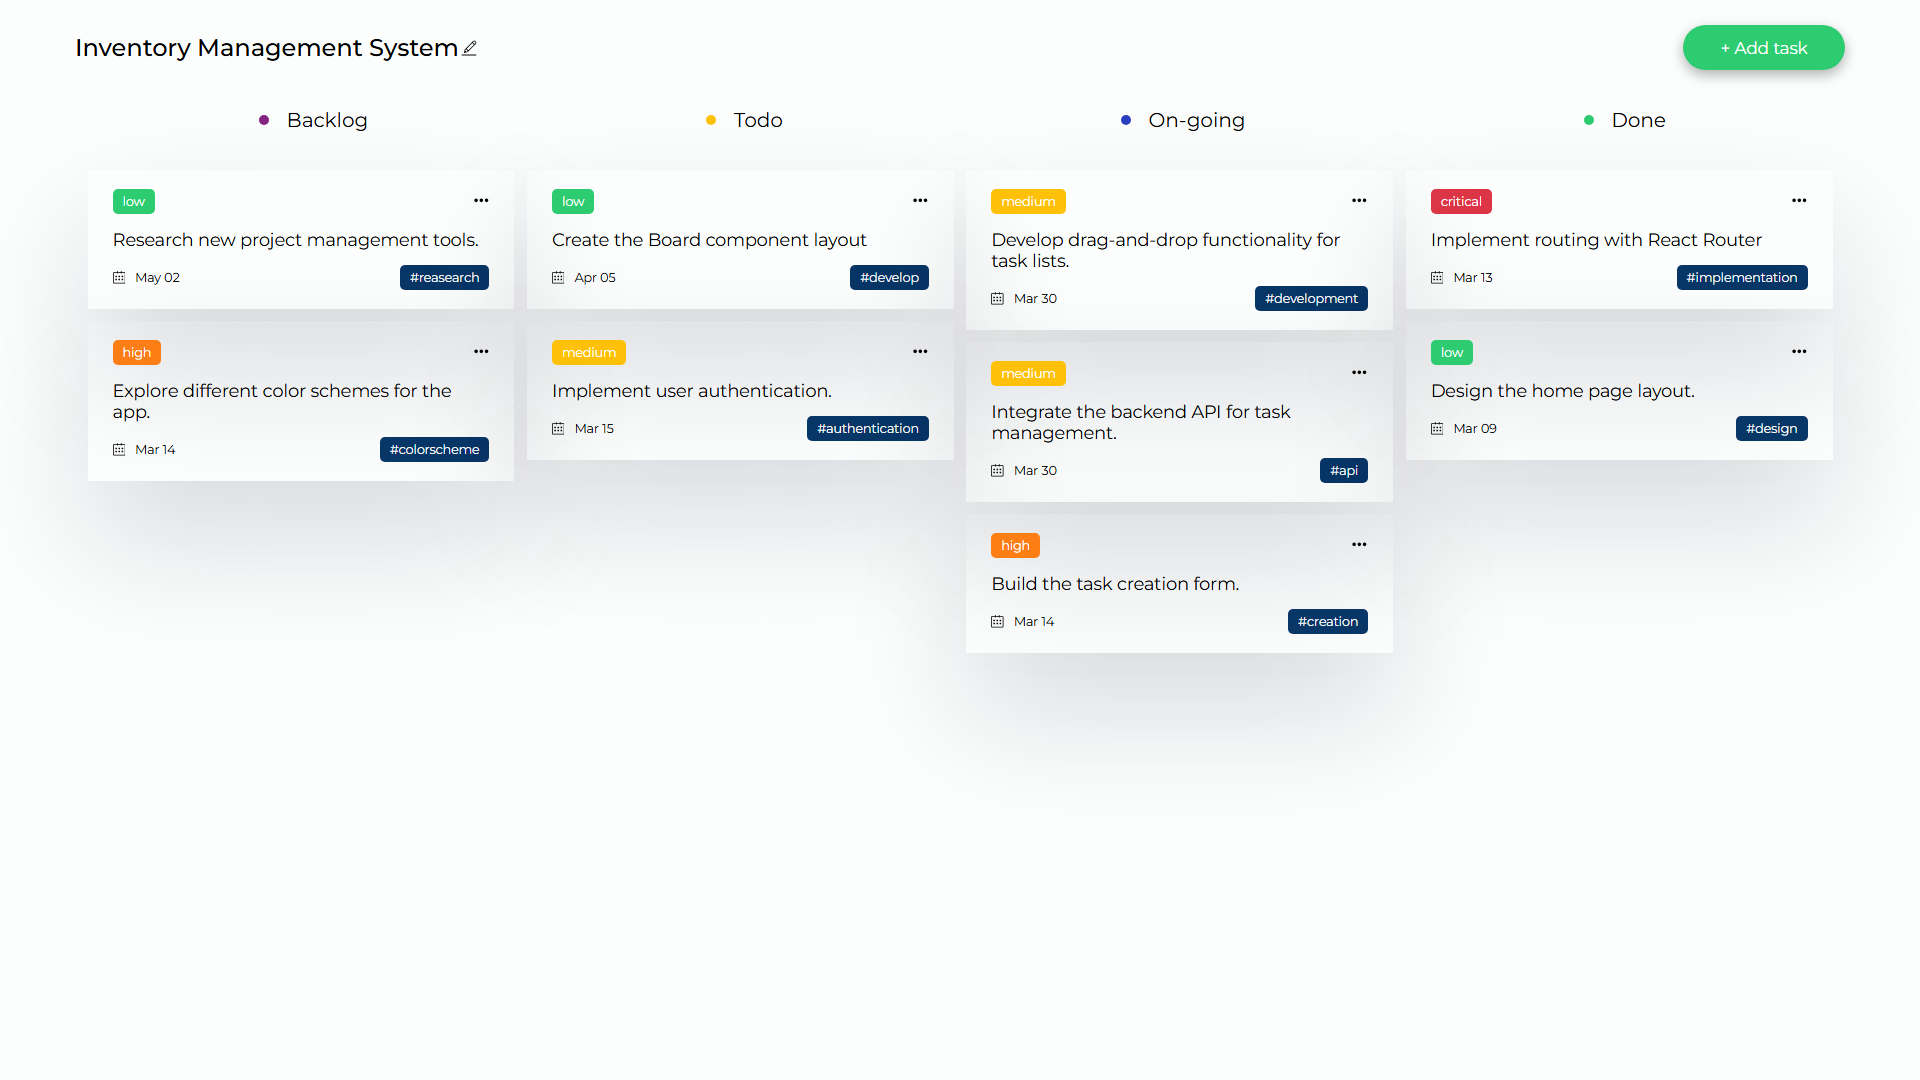 Inventory Management System
+ Add task
Backlog
low
Research new project management tools.
May 02
#reasearch
high
Explore different color schemes for the
app.
Mar 14
#colorscheme
Todo
low
Create the Board component layout
Apr 05
#develop
medium
Implement user authentication.
Mar 15
#authentication
On-going
medium
Develop drag-and-drop functionality for
task lists.
Mar 30
#development
medium
Integrate the backend API for task
management.
Mar 30
#api
high
Build the task creation form.
Mar 14
#creation
Done
critical
Implement routing with React Router
Mar 13
#implementation
low
Design the home page layout.
Mar 09
#design